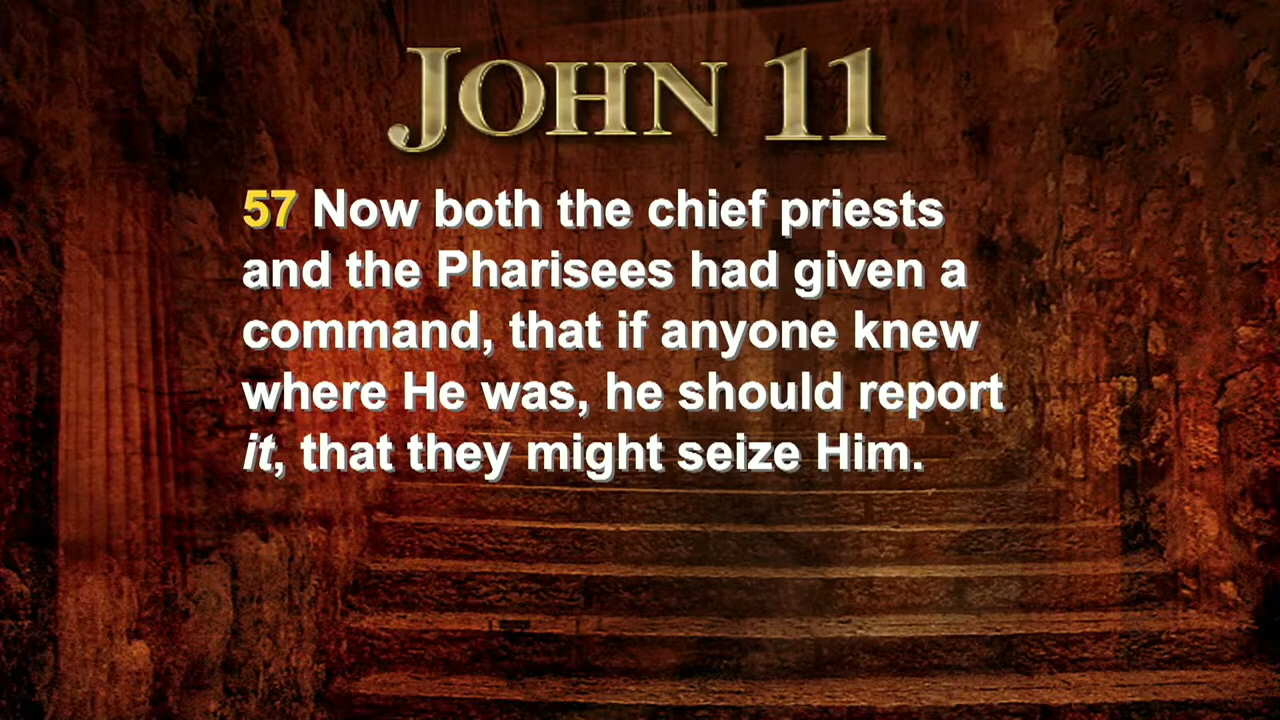 JOHN 11
57 Now both the chief priests
and the Pharisees had given a
command, that if anyone knew
where He was, he should report
it, that they might seize Him.